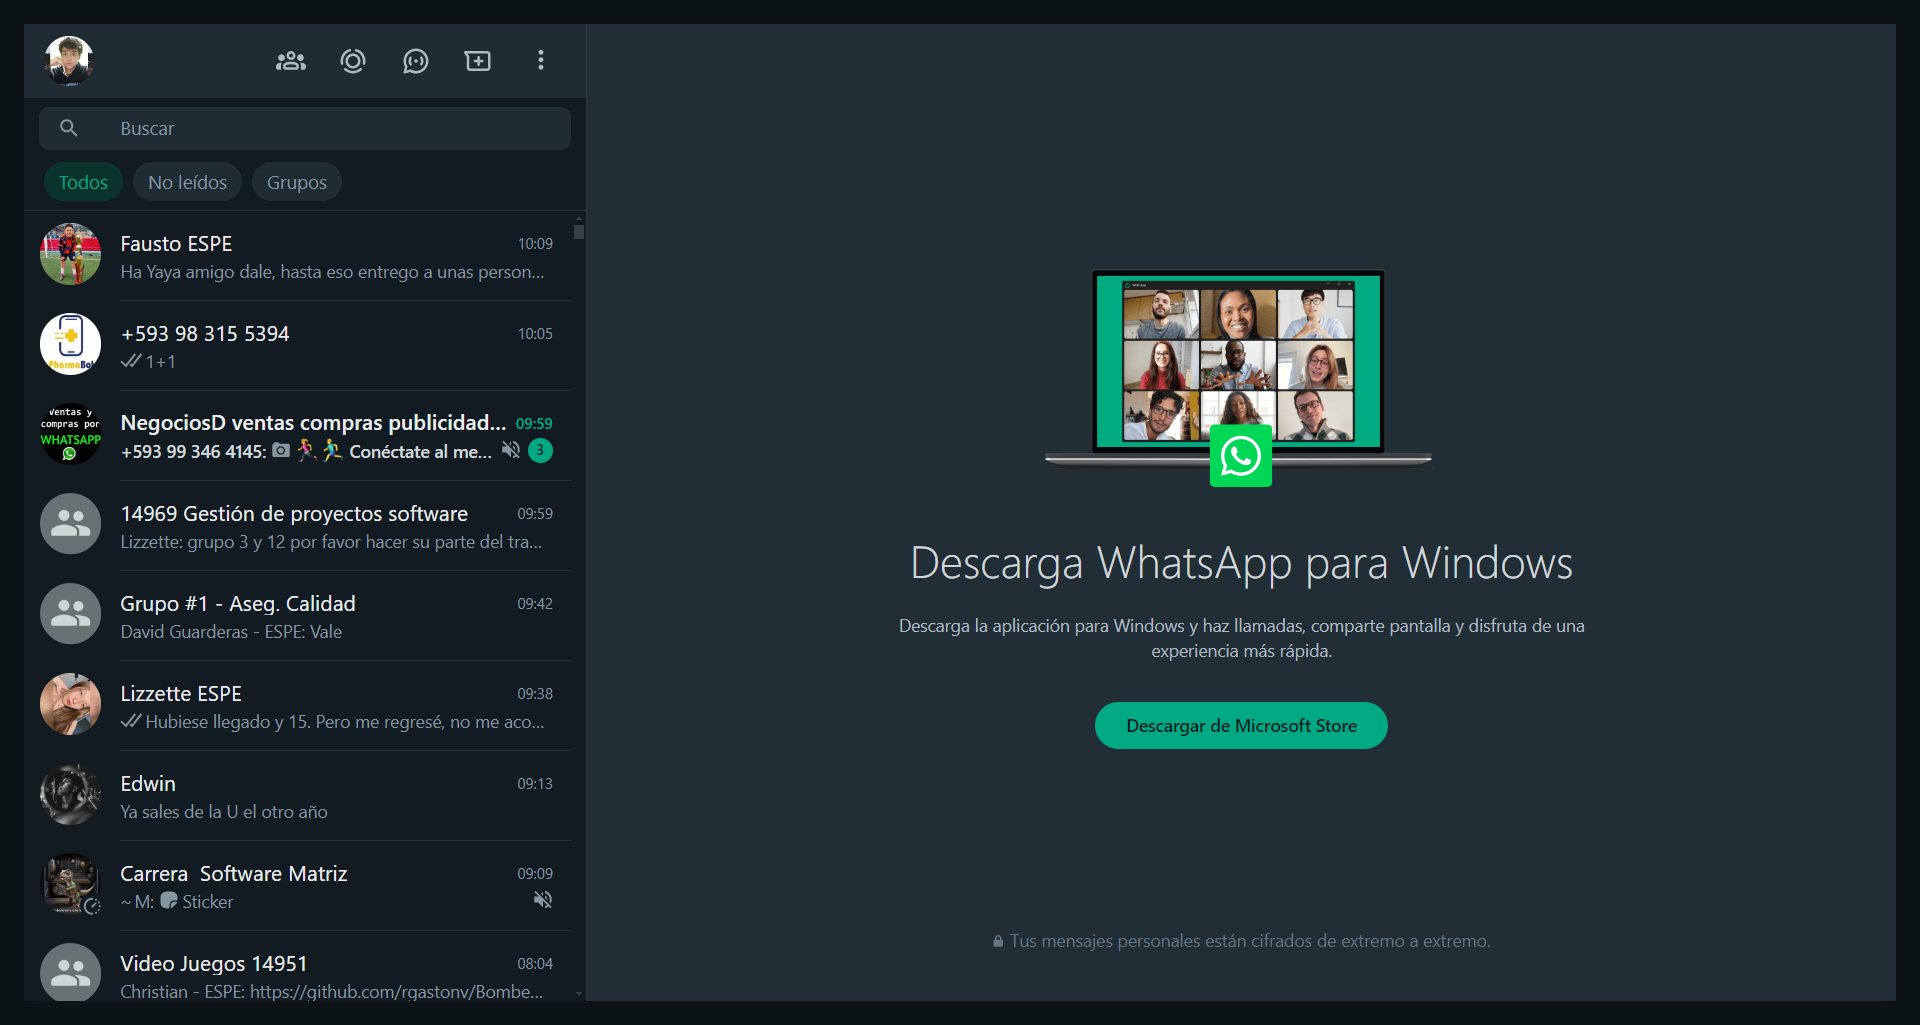 Buscar
Todos
No leídos
Grupos
Fausto ESPE
10:09
Ha Yaya amigo dale, hasta eso entrego a unas person...
PharmaBot
+593 98 315 5394
10:05
1+1
ventas y
compras por
WHATSAPP
NegociosD ventas compras publicidad...
09:59
+593 99 346 4145: 📷 🏃‍♀️🏃‍♂️ Conéctate al me...
3
14969 Gestión de proyectos software
09:59
Lizzette: grupo 3 y 12 por favor hacer su parte del tra...
Grupo #1 - Aseg. Calidad
09:42
David Guarderas - ESPE: Vale
Lizzette ESPE
09:38
Hubiese llegado y 15. Pero me regresé, no me aco...
Edwin
09:13
Ya sales de la U el otro año
Carrera  Software Matriz
09:09
~ M: Sticker
Video Juegos 14951
08:04
Christian - ESPE: https://github.com/rgastonv/Bombe...
WhatsApp
Descarga WhatsApp para Windows
Descarga la aplicación para Windows y haz llamadas, comparte pantalla y disfruta de una
experiencia más rápida.
Descargar de Microsoft Store
Tus mensajes personales están cifrados de extremo a extremo.